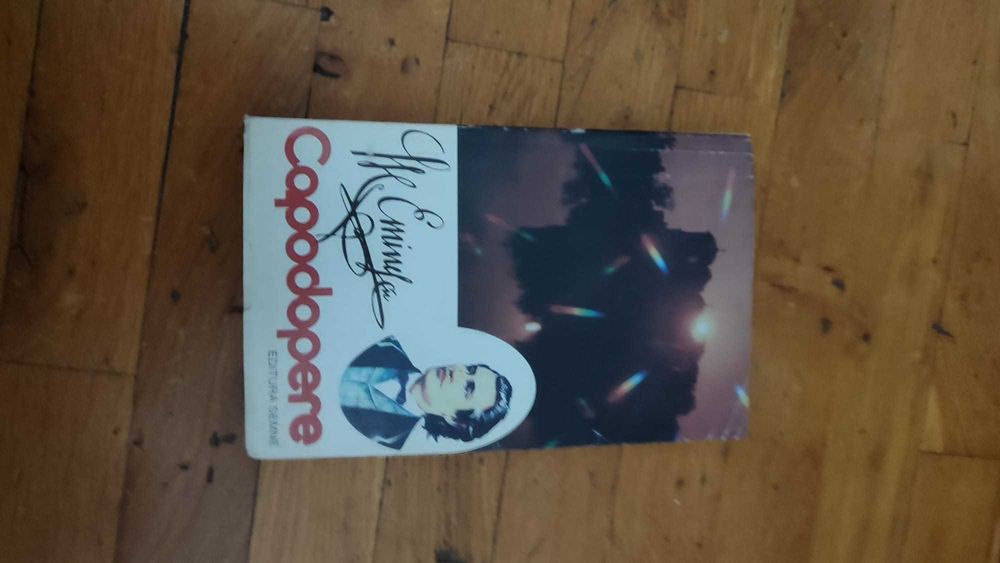 M. Eminescu
Capodopere
EDITURA SEMNE